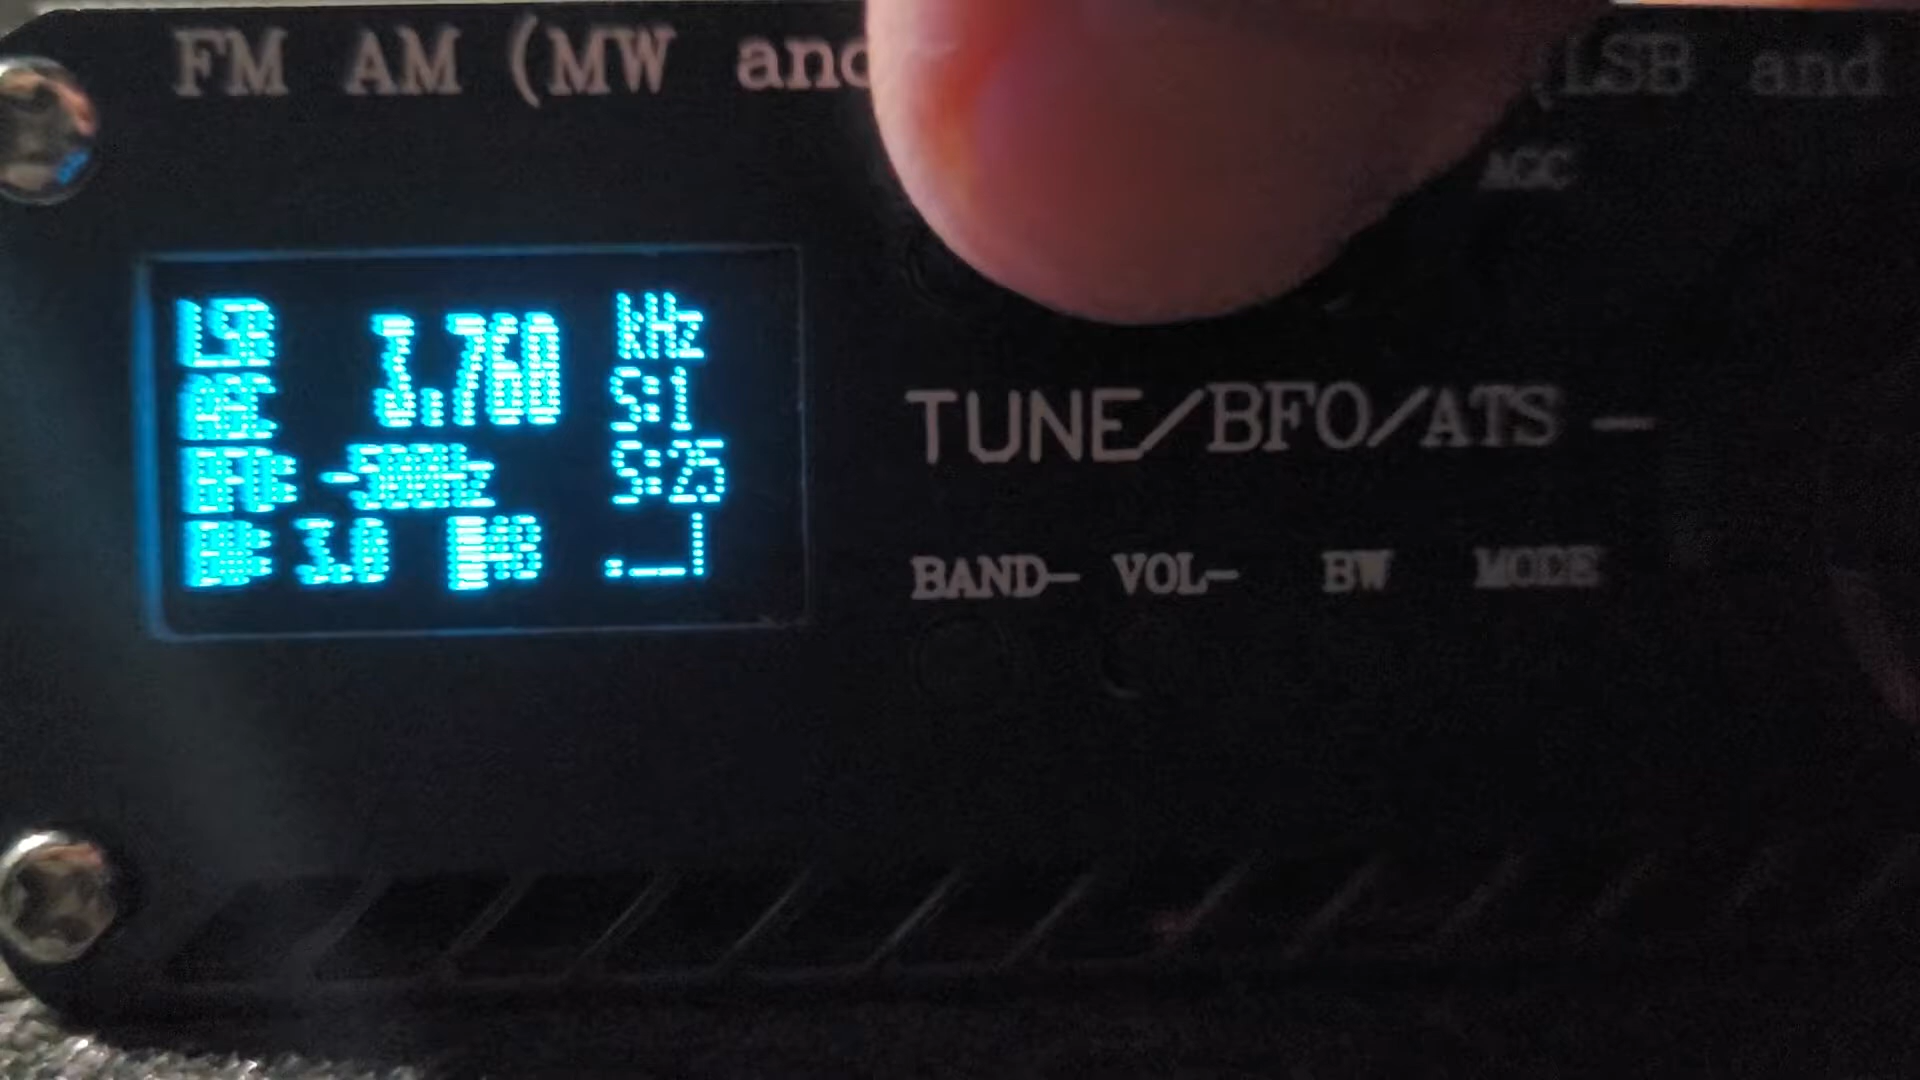 FM AM (MW and (LSB and
AGC
LSB 3.760 kHz
AGC S:1
BFO: -500Hz S:25
BW: 3.0
TUNE/BFO/ATS -
BAND- VOL- BW MODE